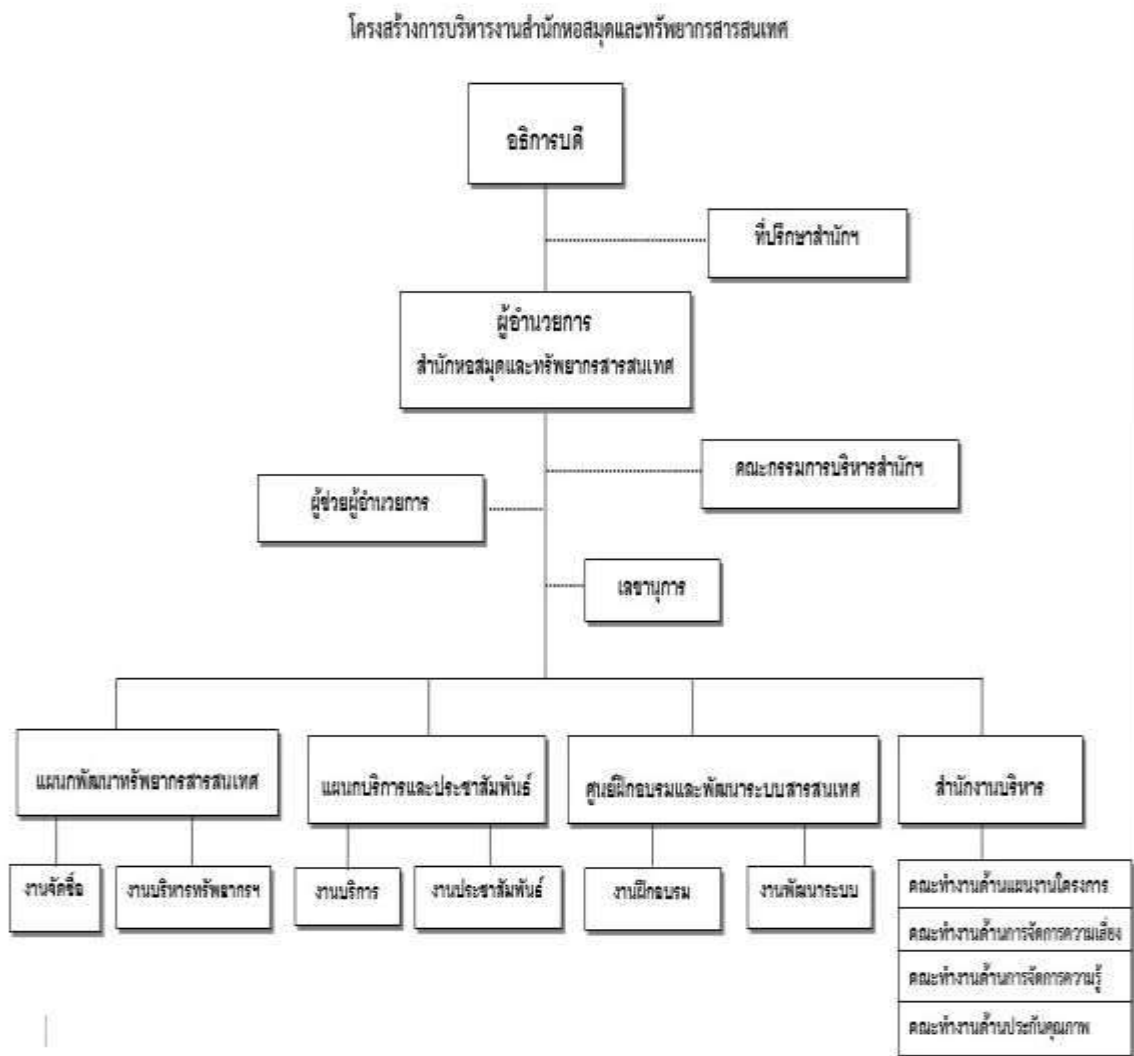 โครงสร้างการบริหารงานสำนักหอสมุดและทรัพยากรสารสนเทศ
อธิการบดี
ที่ปรึกษาสำนักฯ
ผู้อำนวยการ
สำนักหอสมุดและทรัพยากรสารสนเทศ
คณะกรรมการบริหารสำนักฯ
ผู้ช่วยผู้อำนวยการ
เลขานุการ
แผนกพัฒนาทรัพยากรสารสนเทศ
แผนกบริการและประชาสัมพันธ์
ศูนย์ฝึกอบรมและพัฒนาระบบสารสนเทศ
สำนักงานบริหาร
งานจัดซื้อ
งานบริหารทรัพยากรฯ
งานบริการ
งานประชาสัมพันธ์
งานฝึกอบรม
งานพัฒนาระบบ
คณะทำงานด้านแผนงานโครงการ
คณะทำงานด้านการจัดการความเสี่ยง
คณะทำงานด้านการจัดการความรู้
คณะทำงานด้านประกันคุณภาพ